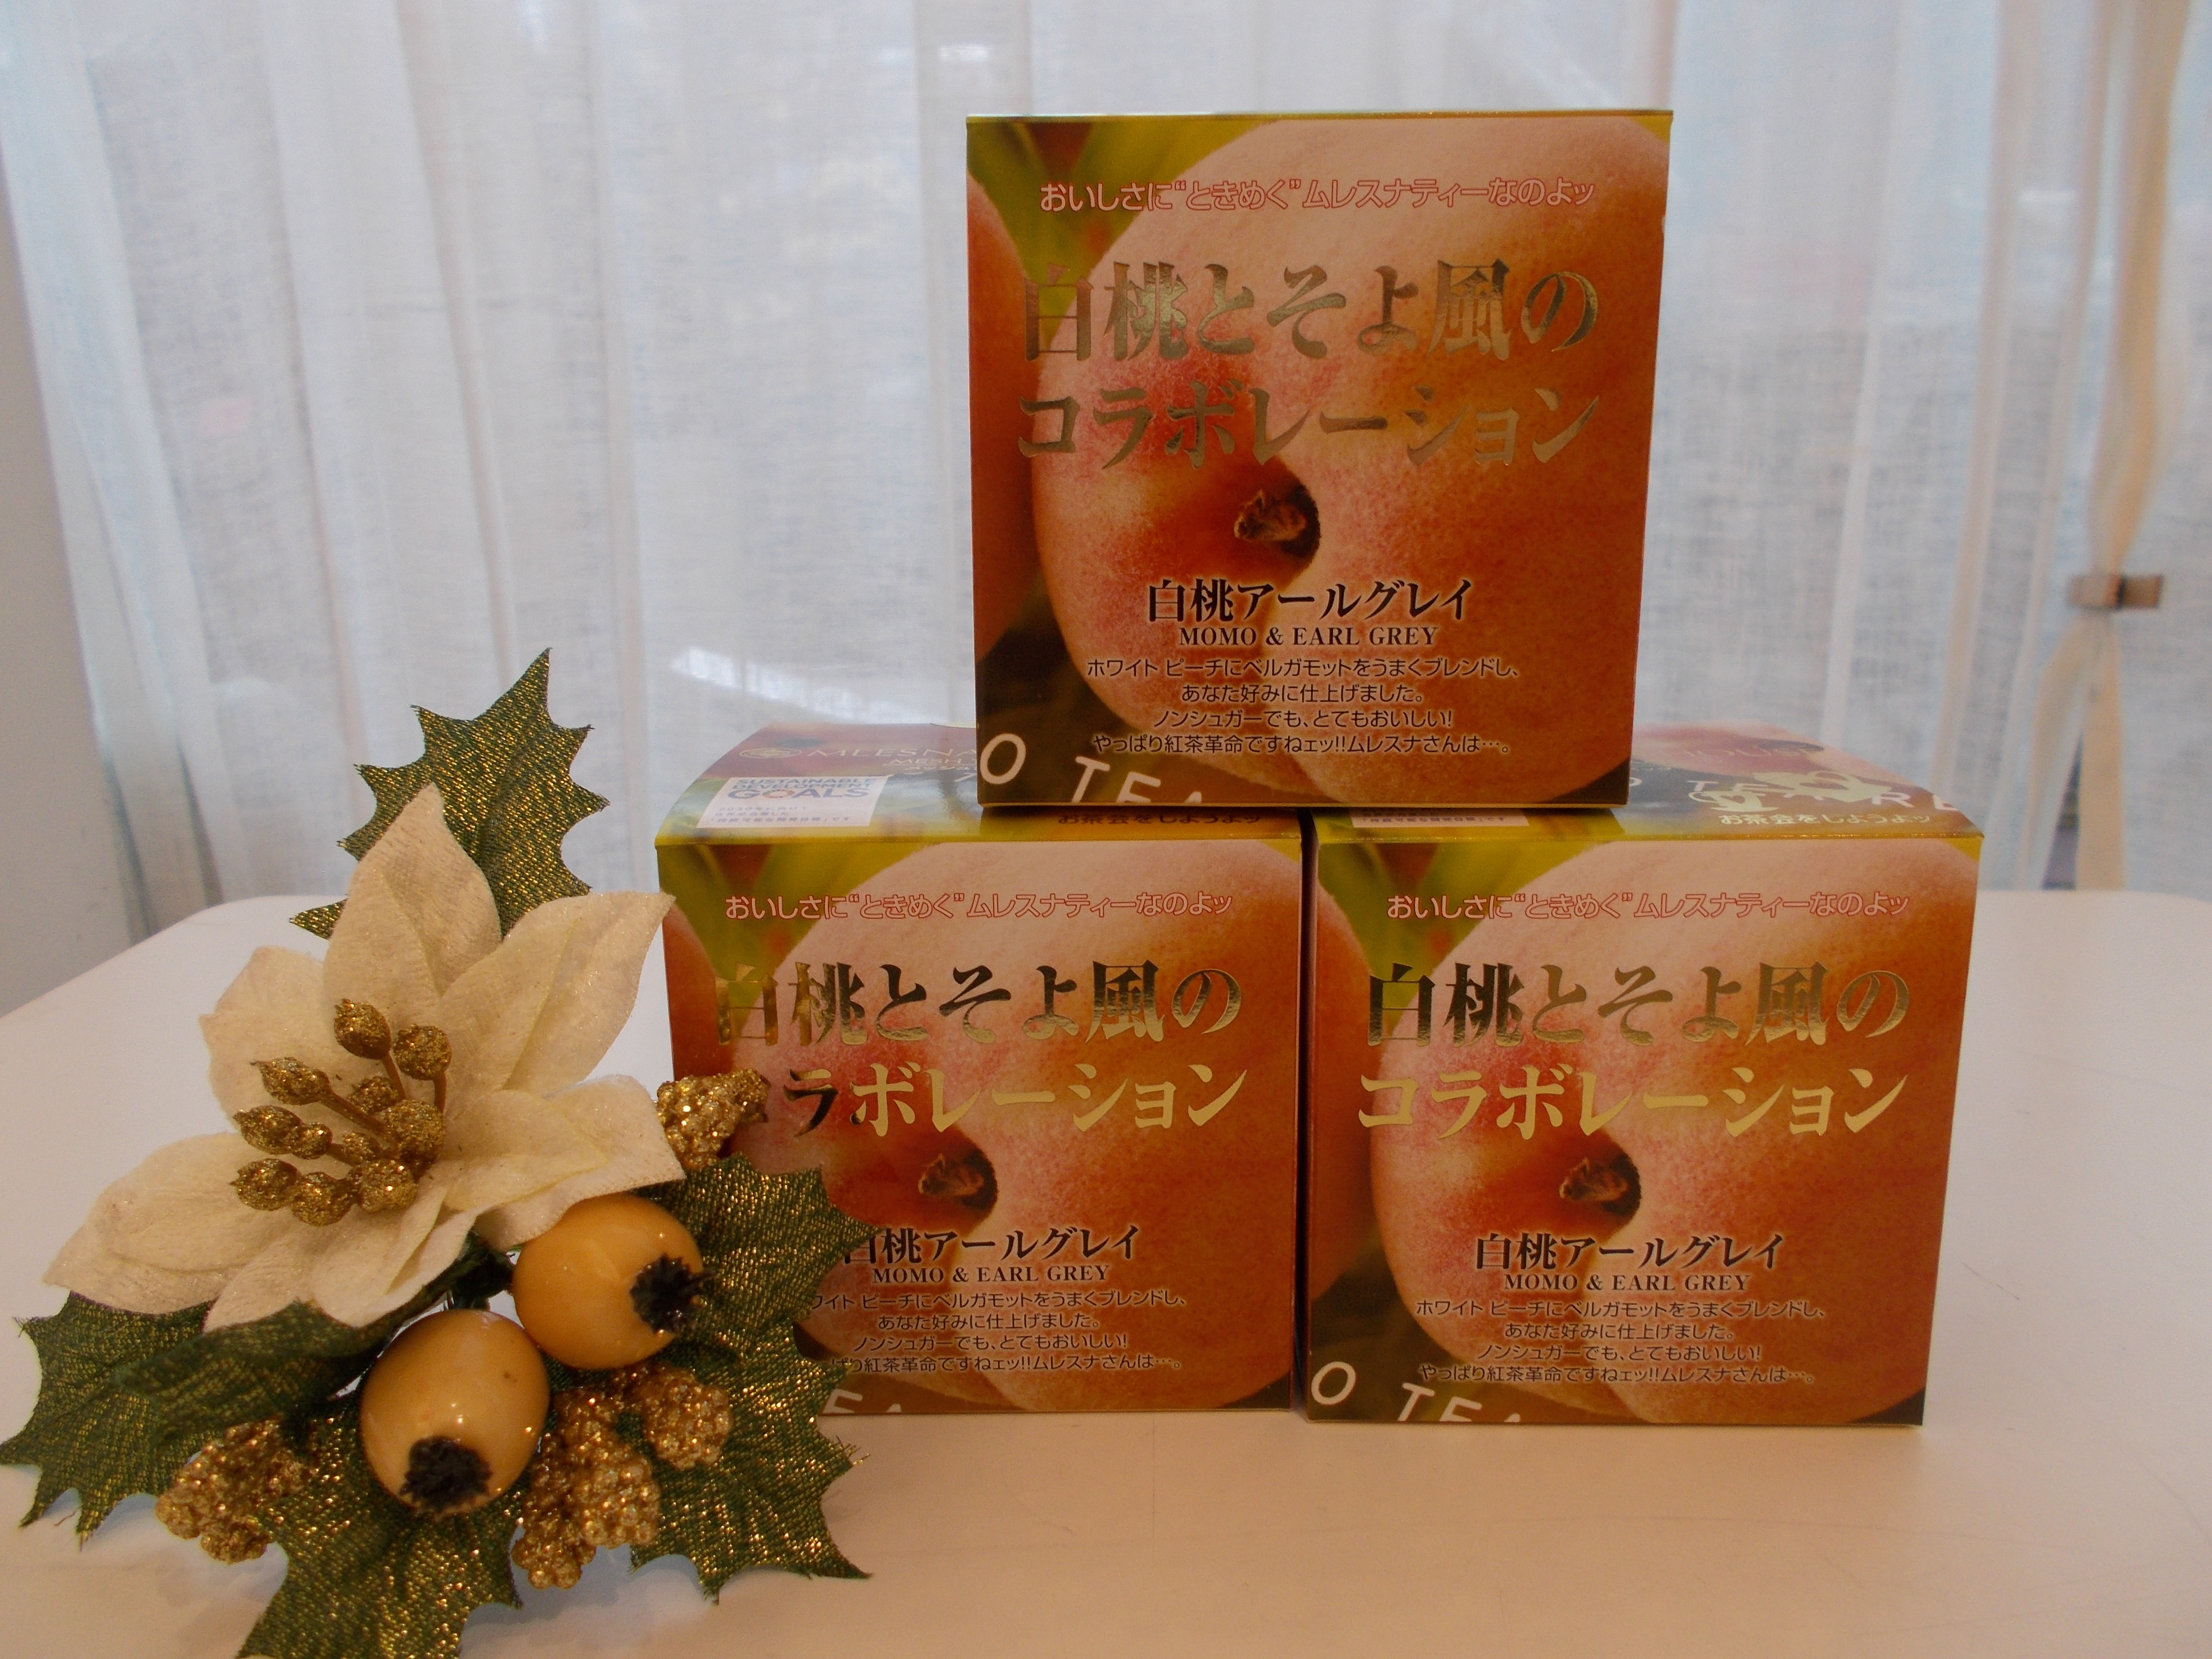 おいしさに“ときめく”ムレスナティーなのよッ
白桃とそよ風の
コラボレーション
白桃アールグレイ
MOMO & EARL GREY
ホワイト ピーチにベルガモットをうまくブレンドし、
あなた好みに仕上げました。
ノンシュガーでも、とてもおいしい!
やっぱり紅茶革命ですねェッ!!ムレスナさんは…。
O TEA
MESH
SUSTAINABLE
DEVELOPMENT
GOALS
お茶会をしようよッ
お茶会をしようよッ
おいしさに“ときめく”ムレスナティーなのよッ
白桃とそよ風の
ラボレーション
白桃アールグレイ
MOMO & EARL GREY
ワイト ピーチにベルガモットをうまくブレンドし、
あなた好みに仕上げました。
ノンシュガーでも、とてもおいしい!
ぱり紅茶革命ですねェッ!!ムレスナさんは…。
おいしさに“ときめく”ムレスナティーなのよッ
白桃とそよ風の
コラボレーション
白桃アールグレイ
MOMO & EARL GREY
ホワイト ピーチにベルガモットをうまくブレンドし、
あなた好みに仕上げました。
ノンシュガーでも、とてもおいしい!
やっぱり紅茶革命ですねェッ!!ムレスナさんは…。
O TEA